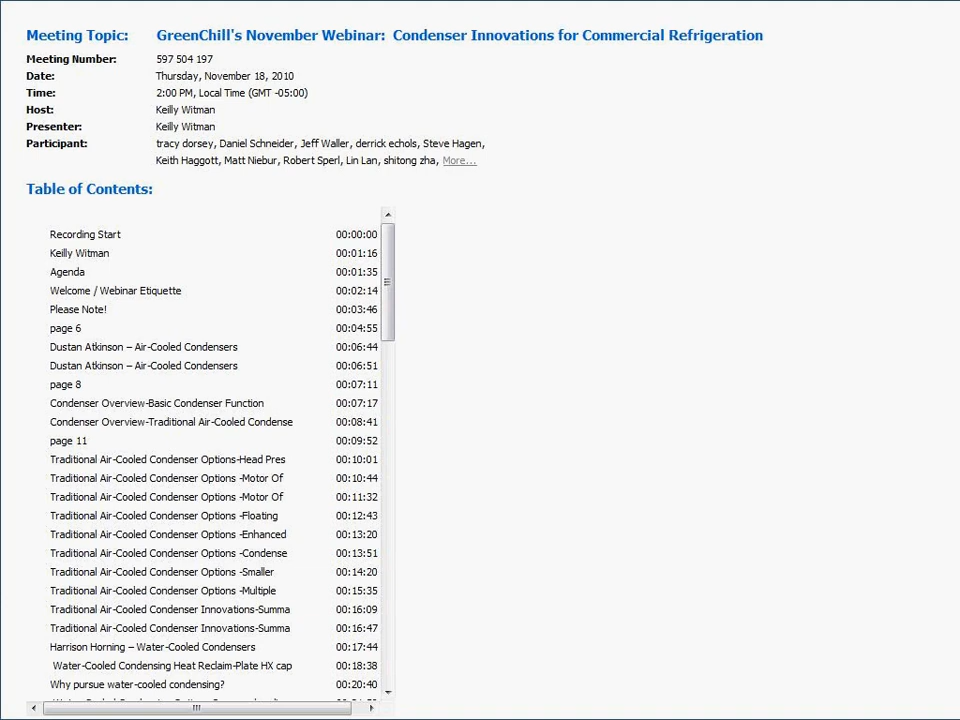 Meeting Topic: GreenChill's November Webinar: Condenser Innovations for Commercial Refrigeration
Meeting Number: 597 504 197
Date: Thursday, November 18, 2010
Time: 2:00 PM, Local Time (GMT -05:00)
Host: Keilly Witman
Presenter: Keilly Witman
Participant: tracy dorsey, Daniel Schneider, Jeff Waller, derrick echols, Steve Hagen,
Keith Haggott, Matt Niebur, Robert Sperl, Lin Lan, shitong zha, More...
Table of Contents:
Recording Start 00:00:00
Keilly Witman 00:01:16
Agenda 00:01:35
Welcome / Webinar Etiquette 00:02:14
Please Note! 00:03:46
page 6 00:04:55
Dustan Atkinson – Air-Cooled Condensers 00:06:44
Dustan Atkinson – Air-Cooled Condensers 00:06:51
page 8 00:07:11
Condenser Overview-Basic Condenser Function 00:07:17
Condenser Overview-Traditional Air-Cooled Condense 00:08:41
page 11 00:09:52
Traditional Air-Cooled Condenser Options-Head Pres 00:10:01
Traditional Air-Cooled Condenser Options -Motor Of 00:10:44
Traditional Air-Cooled Condenser Options -Motor Of 00:11:32
Traditional Air-Cooled Condenser Options -Floating 00:12:43
Traditional Air-Cooled Condenser Options -Enhanced 00:13:20
Traditional Air-Cooled Condenser Options -Condense 00:13:51
Traditional Air-Cooled Condenser Options -Smaller 00:14:20
Traditional Air-Cooled Condenser Options -Multiple 00:15:35
Traditional Air-Cooled Condenser Innovations-Summa 00:16:09
Traditional Air-Cooled Condenser Innovations-Summa 00:16:47
Harrison Horning – Water-Cooled Condensers 00:17:44
Water-Cooled Condensing Heat Reclaim-Plate HX cap 00:18:38
Why pursue water-cooled condensing? 00:20:40